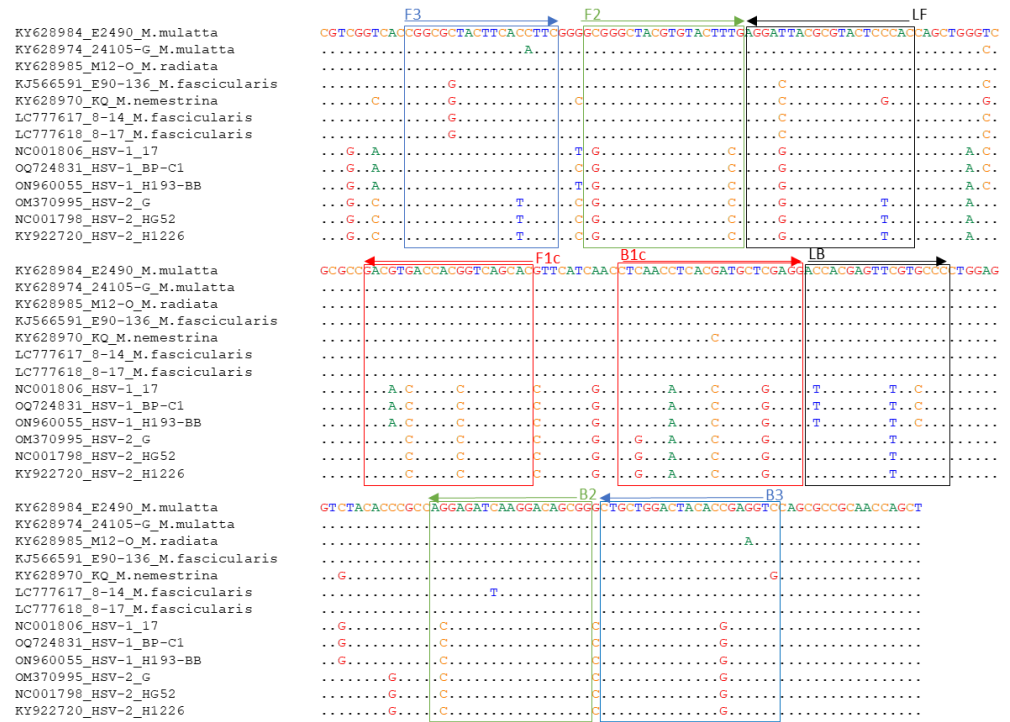 F3 F2 LF
KY628984_E2490_M.mulatta CGTCGGTCACCGGCGCTACTTCACCTTCGGGGCGGGCTACGTGTACTTTGAGGATTACGCGTACTCCCACCAGCTGGGTC
KY628974_24105-G_M.mulatta ........................A.....................................................C.
KY628985_M12-O_M.radiata ................................................................................
KJ566591_E90-136_M.fascicularis ...............G......................................C.......................C.
KY628970_KQ_M.nemestrina ......C........G..............C.......................C...........G...........G.
LC777617_8-14_M.fascicularis ...............G......................................C.......................C.
LC777618_8-17_M.fascicularis ...............G......................................C.......................C.
NC001806_HSV-1_17 ...G..A.......................T.G...............C.....G.....................A.C.
OQ724831_HSV-1_BP-C1 ...G..A.......................C.G...............C.....G.....................A.C.
ON960055_HSV-1_H193-BB ...G..A.......................T.G...............C.....G.....................A.C.
OM370995_HSV-2_G ...G..C................T......C.G...............C.....G...........T.........A...
NC001798_HSV-2_HG52 ...G..C................T......C.G...............C.....G...........T.........A...
KY922720_HSV-2_H1226 ...G..C................T......C.G...............C.....G...........T.........A...
F1c B1c LB
KY628984_E2490_M.mulatta GCGCCGACGTGACCACGGTCAGCACGTTCATCAACCTCAACCTCACGATGCTCGAGGACCACGAGTTCGTGCCCCTGGAG
KY628974_24105-G_M.mulatta ................................................................................
KY628985_M12-O_M.radiata ................................................................................
KJ566591_E90-136_M.fascicularis ................................................................................
KY628970_KQ_M.nemestrina ..............................................C.................................
LC777617_8-14_M.fascicularis ................................................................................
LC777618_8-17_M.fascicularis ................................................................................
NC001806_HSV-1_17 ........A.C.....C........C......G........A....C.....G.....T........T..C.........
OQ724831_HSV-1_BP-C1 ........A.C.....C........C......G........A....C.....G.....T........T..C.........
ON960055_HSV-1_H193-BB ........A.C.....C........C......G........A....C.....G.....T........T..C.........
OM370995_HSV-2_G ..........C.....C........C......G....G...A....C.....G..............T............
NC001798_HSV-2_HG52 ..........C.....C........C......G....G...A....C.....G..............T............
KY922720_HSV-2_H1226 ..........C.....C........C......G....G...A....C.....G..............T............
B2 B3
KY628984_E2490_M.mulatta GTCTACACCCGCCAGGAGATCAAGGACAGCGGGCTGCTGGACTACACCGAGGTCCAGCGCCGCAACCAGCT
KY628974_24105-G_M.mulatta .......................................................................
KY628985_M12-O_M.radiata ..................................................A....................
KJ566591_E90-136_M.fascicularis .......................................................................
KY628970_KQ_M.nemestrina ..G..................................................G.................
LC777617_8-14_M.fascicularis ....................T..................................................
LC777618_8-17_M.fascicularis .......................................................................
NC001806_HSV-1_17 ..G...........C.................C..............G.......................
OQ724831_HSV-1_BP-C1 ..G...........C.................C..............G.......................
ON960055_HSV-1_H193-BB ..G...........C.................C..............G.......................
OM370995_HSV-2_G ........G.....C.................C..............G.......................
NC001798_HSV-2_HG52 ........G.....C.................C..............G.......................
KY922720_HSV-2_H1226 ........G.....C.................C..............G.......................